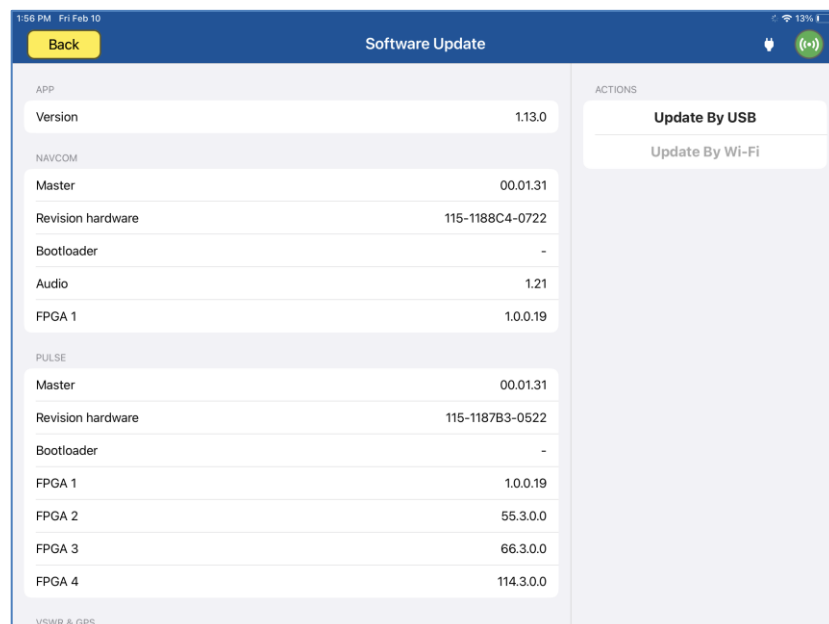 1:56 PM Fri Feb 10 13%
Back Software Update
APP
Version 1.13.0
NAVCOM
Master 00.01.31
Revision hardware 115-1188C4-0722
Bootloader -
Audio 1.21
FPGA 1 1.0.0.19
PULSE
Master 00.01.31
Revision hardware 115-1187B3-0522
Bootloader -
FPGA 1 1.0.0.19
FPGA 2 55.3.0.0
FPGA 3 66.3.0.0
FPGA 4 114.3.0.0
VSWR & GPS
ACTIONS
Update By USB
Update By Wi-Fi